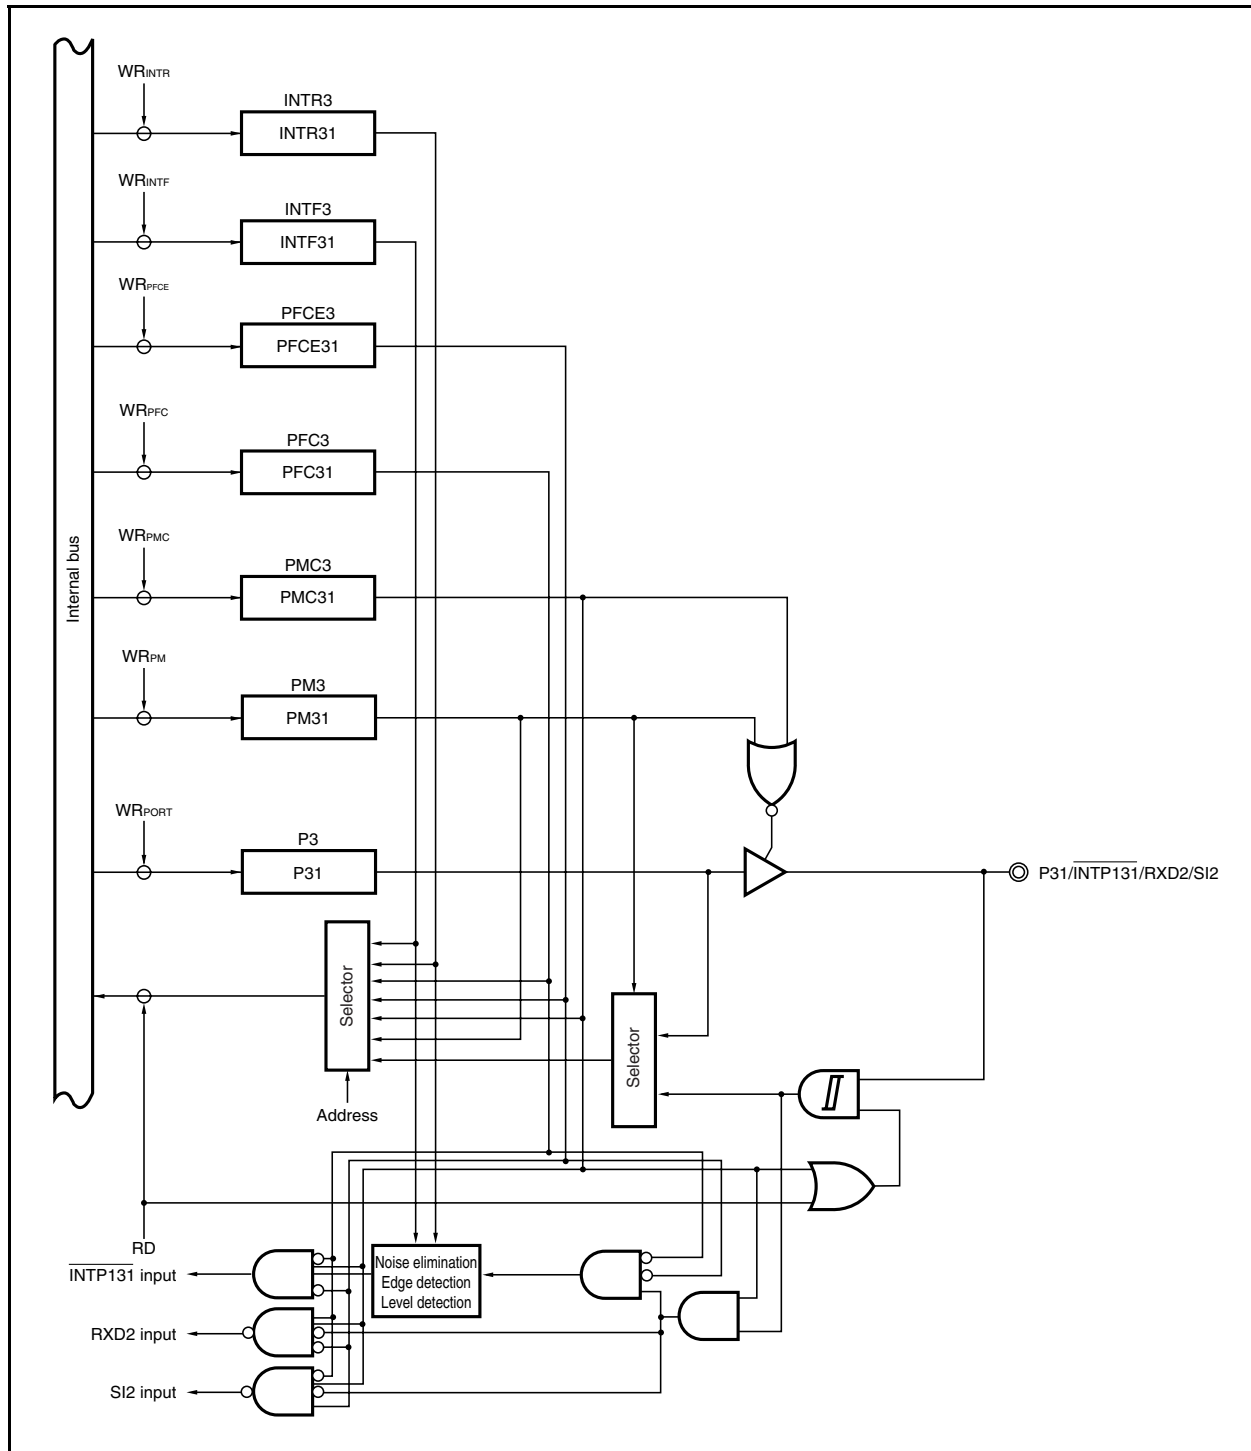 WRINTR
INTR3
INTR31
WRINTF
INTF3
INTF31
WRPFCE
PFCE3
PFCE31
WRPFC
PFC3
PFC31
Internal bus
WRPMC
PMC3
PMC31
WRPM
PM3
PM31
WRPORT
P3
P31
P31/INTP131/RXD2/SI2
Selector
Selector
Address
RD
INTP131 input
Noise elimination
Edge detection
Level detection
RXD2 input
SI2 input